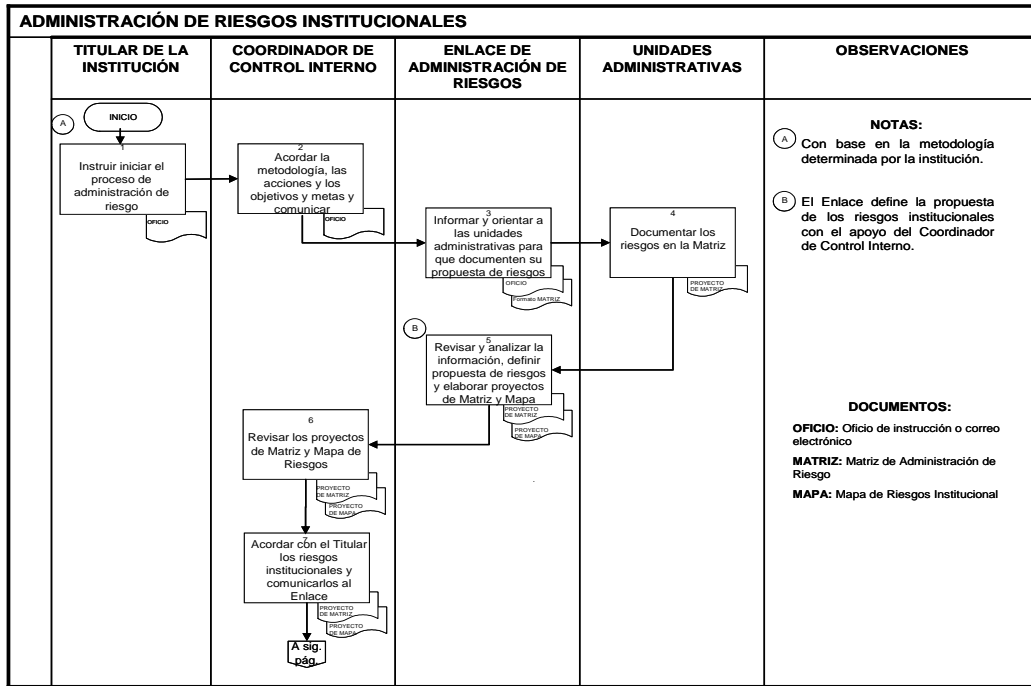 ADMINISTRACIÓN DE RIESGOS INSTITUCIONALES
TITULAR DE LA
INSTITUCIÓN
COORDINADOR DE
CONTROL INTERNO
ENLACE DE
ADMINISTRACIÓN DE
RIESGOS
UNIDADES
ADMINISTRATIVAS
OBSERVACIONES
A
INICIO
1
Instruir iniciar el
proceso de
administración de
riesgo
OFICIO
2
Acordar la
metodología, las
acciones y los
objetivos y metas y
comunicar
OFICIO
3
Informar y orientar a
las unidades
administrativas para
que documenten su
propuesta de riesgos
OFICIO
Formato MATRIZ
4
Documentar los
riesgos en la Matriz
PROYECTO
DE MATRIZ
B
5
Revisar y analizar la
información, definir
propuesta de riesgos
y elaborar proyectos
de Matriz y Mapa
PROYECTO
DE MATRIZ
PROYECTO
DE MAPA
6
Revisar los proyectos
de Matriz y Mapa de
Riesgos
PROYECTO
DE MATRIZ
PROYECTO
DE MAPA
7
Acordar con el Titular
los riesgos
institucionales y
comunicarlos al
Enlace
PROYECTO
DE MATRIZ
PROYECTO
DE MAPA
A sig.
pág.
NOTAS:
A
Con base en la metodología
determinada por la institución.
B
El Enlace define la propuesta
de los riesgos institucionales
con el apoyo del Coordinador
de Control Interno.
DOCUMENTOS:
OFICIO: Oficio de instrucción o correo
electrónico
MATRIZ: Matriz de Administración de
Riesgo
MAPA: Mapa de Riesgos Institucional